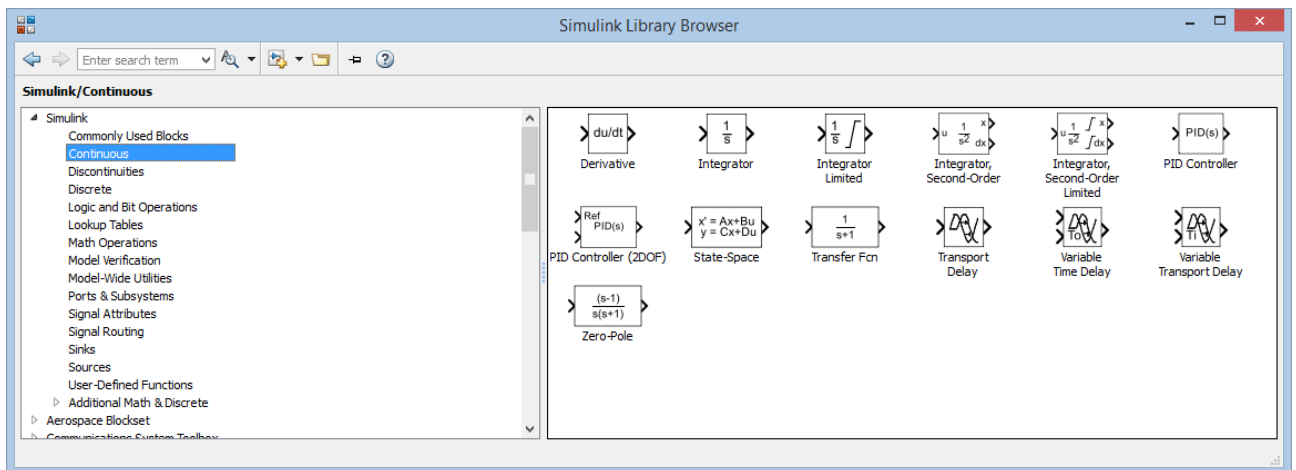 Simulink Library Browser
Enter search term
Simulink/Continuous
Simulink
Commonly Used Blocks
Continuous
Discontinuities
Discrete
Logic and Bit Operations
Lookup Tables
Math Operations
Model Verification
Model-Wide Utilities
Ports & Subsystems
Signal Attributes
Signal Routing
Sinks
Sources
User-Defined Functions
Additional Math & Discrete
Aerospace Blockset
Communications System Toolbox
du/dt
Derivative
1
s
Integrator
1
s
Integrator
Limited
u 1 x
s2 dx
Integrator,
Second-Order
u 1 x
s2 dx
Integrator,
Second-Order
Limited
PID(s)
PID Controller
Ref
PID(s)
PID Controller (2DOF)
x' = Ax+Bu
y = Cx+Du
State-Space
1
s+1
Transfer Fcn
Transport
Delay
To
Variable
Time Delay
Ti
Variable
Transport Delay
(s-1)
s(s+1)
Zero-Pole